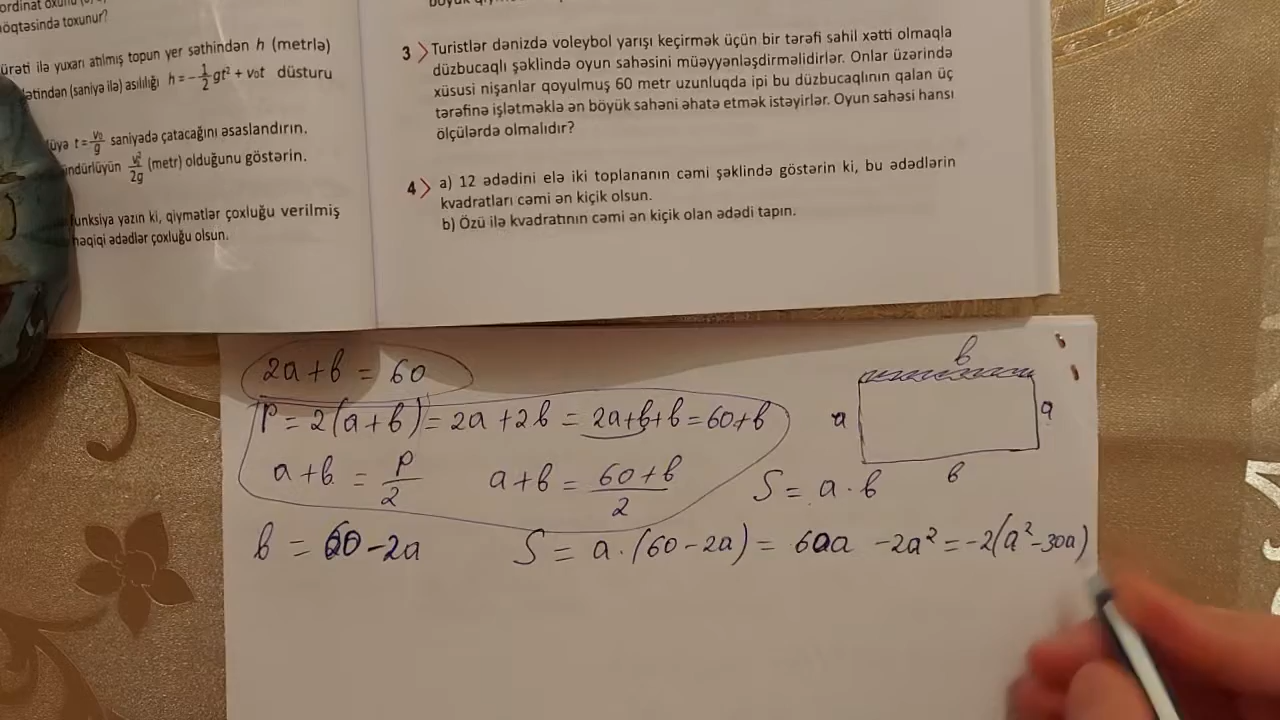 ordinat oxunu
nöqtəsində toxunur?
ürəti ilə yuxarı atılmış topun yer səthindən h (metrlə)
ətindən (saniyə ilə) asılılığı h = -1/2 gt² + v₀t düsturu
üyə t = v₀/g saniyədə çatacağını əsaslandırın.
ündürlüyün v₀²/2g (metr) olduğunu göstərin.
funksiya yazın ki, qiymətlər çoxluğu verilmiş
həqiqi ədədlər çoxluğu olsun.
3 Turistlər dənizdə voleybol yarışı keçirmək üçün bir tərəfi sahil xətti olmaqla
düzbucaqlı şəklində oyun sahəsini müəyyənləşdirməlidirlər. Onlar üzərində
xüsusi nişanlar qoyulmuş 60 metr uzunluqda ipi bu düzbucaqlının qalan üç
tərəfinə işlətməklə ən böyük sahəni əhatə etmək istəyirlər. Oyun sahəsi hansı
ölçülərdə olmalıdır?
4 a) 12 ədədini elə iki toplananın cəmi şəklində göstərin ki, bu ədədlərin
kvadratları cəmi ən kiçik olsun.
b) Özü ilə kvadratının cəmi ən kiçik olan ədədi tapın.
2a+b = 60
P = 2(a+b) = 2a+2b = 2a+b+b = 60+b
a+b = P/2 a+b = 60+b/2
b
a a
b
S = a·b
b = 60-2a S = a·(60-2a) = 60a -2a² = -2(a²-30a)